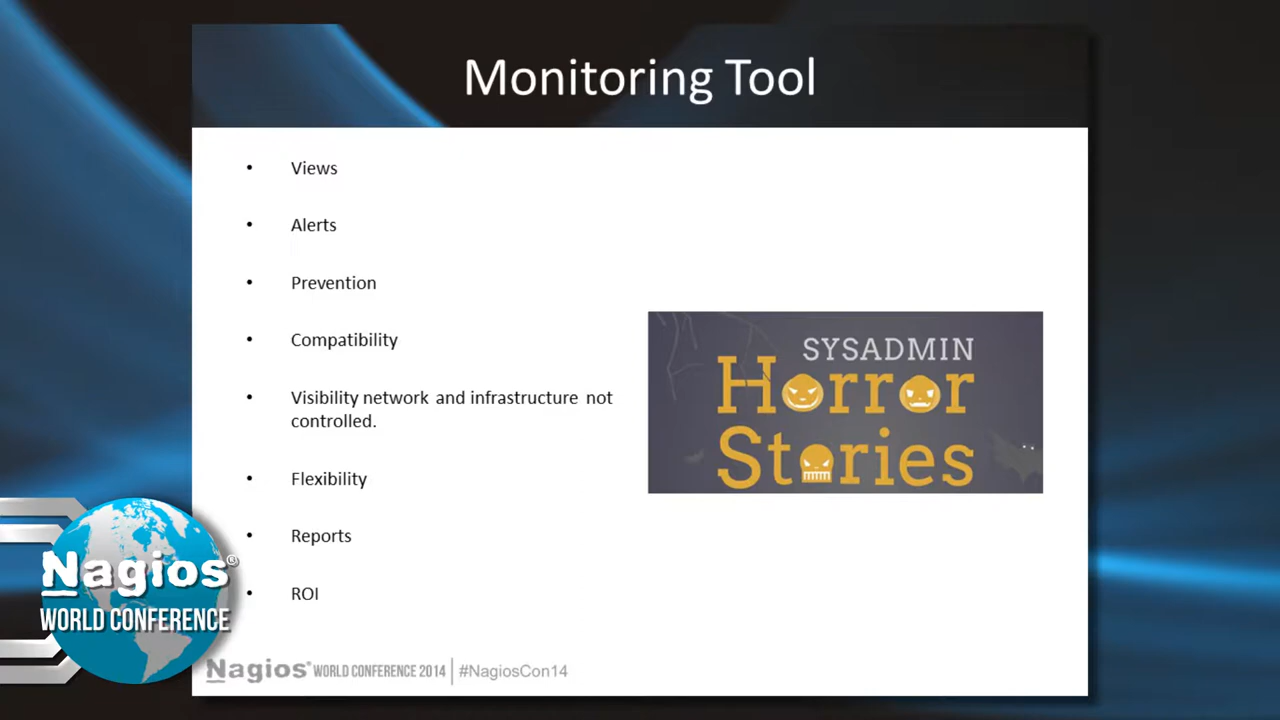 Monitoring Tool
• Views
• Alerts
• Prevention
• Compatibility
• Visibility network and infrastructure not
controlled.
• Flexibility
• Reports
• ROI
SYSADMIN
Horror
Stories
Nagios®
WORLD CONFERENCE
Nagios® WORLD CONFERENCE 2014 | #NagiosCon14